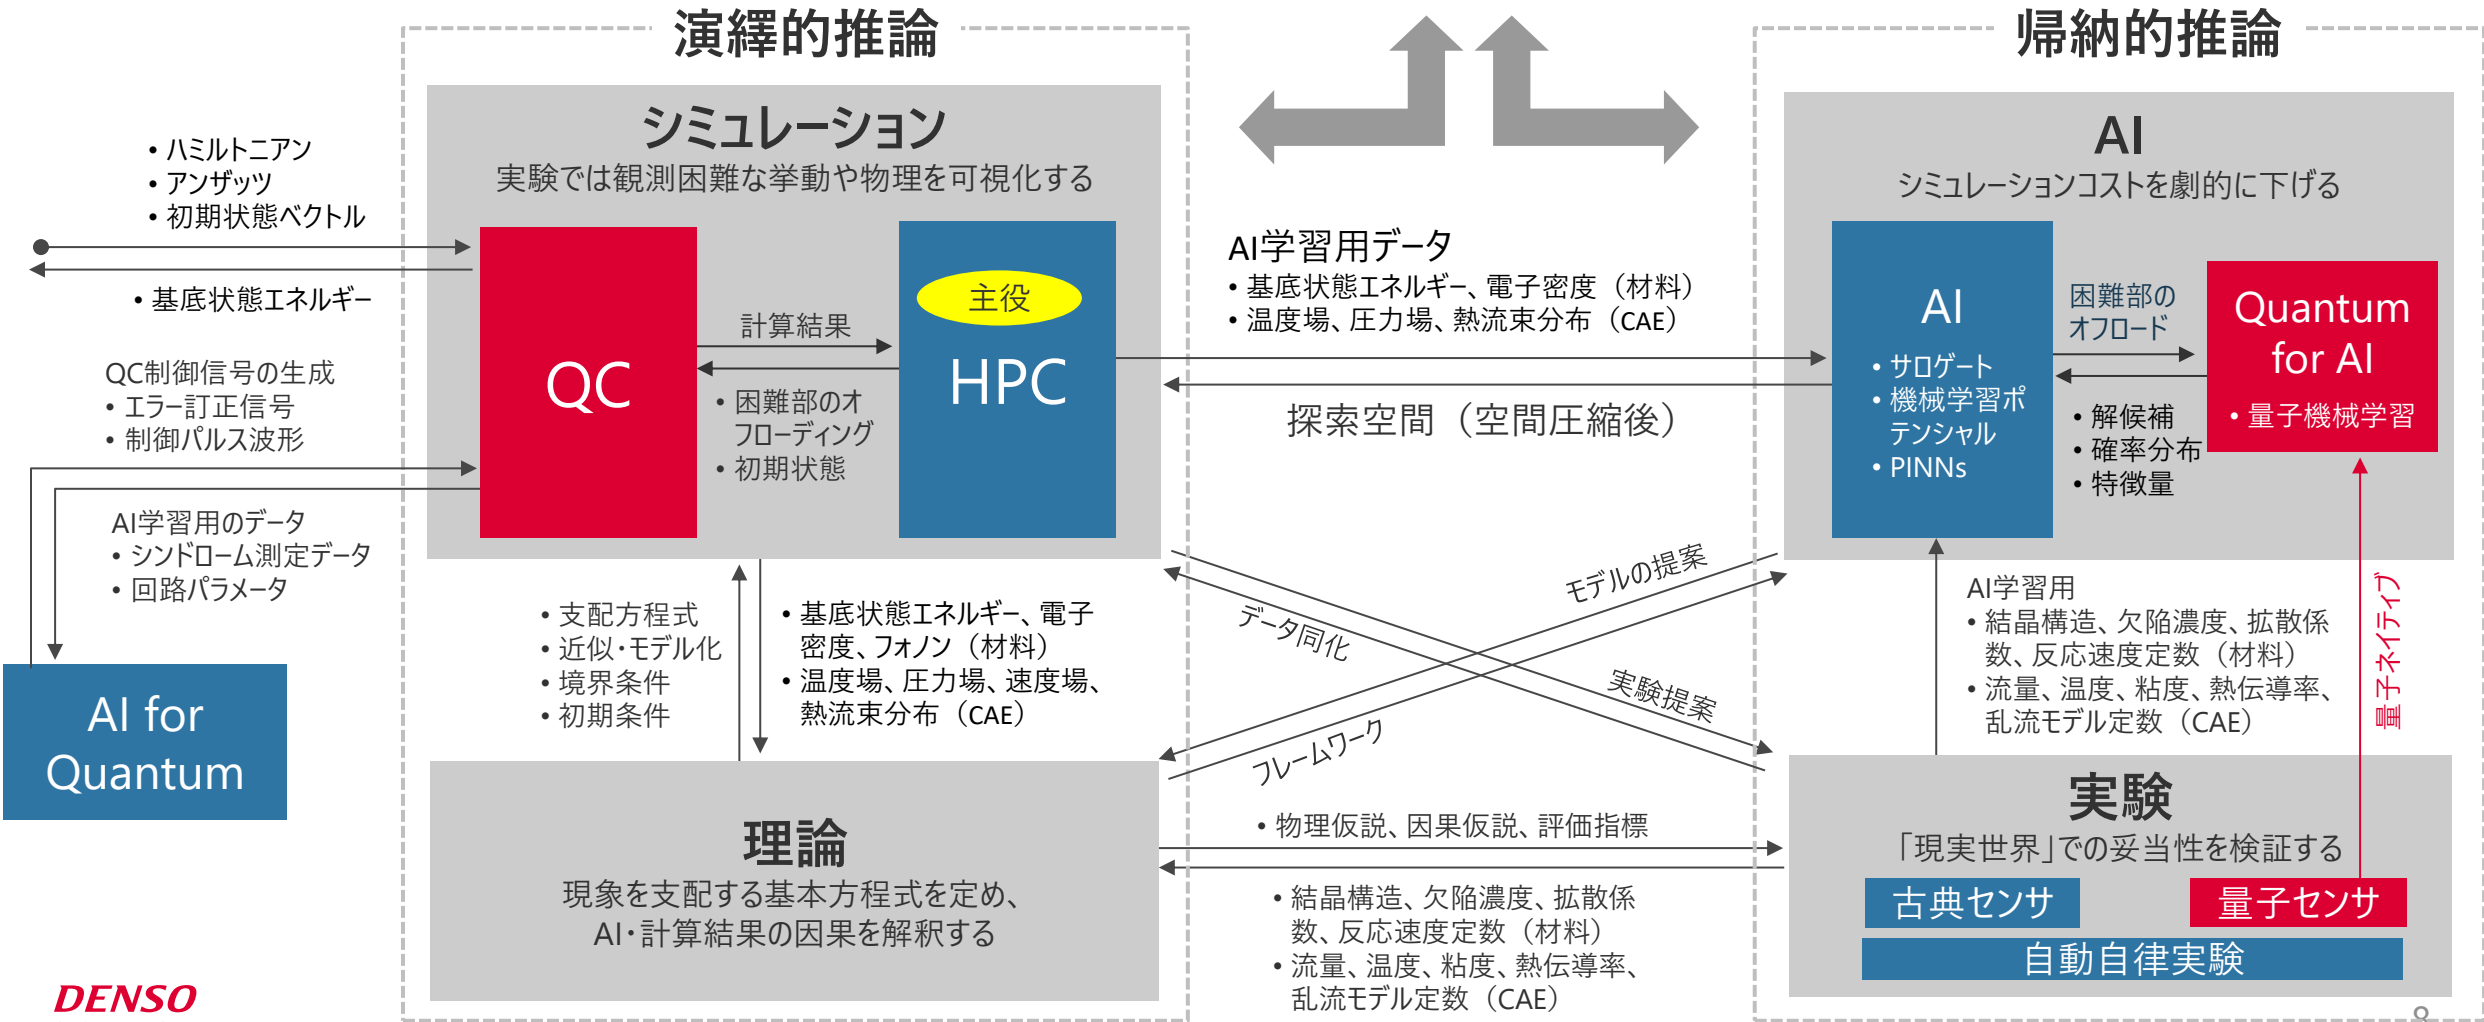 演繹的推論
帰納的推論
シミュレーション
実験では観測困難な挙動や物理を可視化する
• ハミルトニアン
• アンザッツ
• 初期状態ベクトル
• 基底状態エネルギー
QC制御信号の生成
• エラー訂正信号
• 制御パルス波形
AI学習用のデータ
• シンドローム測定データ
• 回路パラメータ
AI for
Quantum
QC
計算結果
• 困難部のオ
フローディング
• 初期状態
主役
HPC
AI学習用データ
• 基底状態エネルギー、電子密度（材料）
• 温度場、圧力場、熱流束分布（CAE）
探索空間（空間圧縮後）
AI
シミュレーションコストを劇的に下げる
AI
• サロゲート
• 機械学習ポ
テンシャル
• PINNs
困難部の
オフロード
• 解候補
• 確率分布
• 特徴量
Quantum
for AI
• 量子機械学習
• 支配方程式
• 近似・モデル化
• 境界条件
• 初期条件
• 基底状態エネルギー、電子
密度、フォノン（材料）
• 温度場、圧力場、速度場、
熱流束分布（CAE）
データ同化
モデルの提案
フレームワーク
実験提案
AI学習用
• 結晶構造、欠陥濃度、拡散係
数、反応速度定数（材料）
• 流量、温度、粘度、熱伝導率、
乱流モデル定数（CAE）
量子ネイティブ
理論
現象を支配する基本方程式を定め、
AI・計算結果の因果を解釈する
• 物理仮説、因果仮説、評価指標
• 結晶構造、欠陥濃度、拡散係
数、反応速度定数（材料）
• 流量、温度、粘度、熱伝導率、
乱流モデル定数（CAE）
実験
「現実世界」での妥当性を検証する
古典センサ
量子センサ
自動自律実験
DENSO